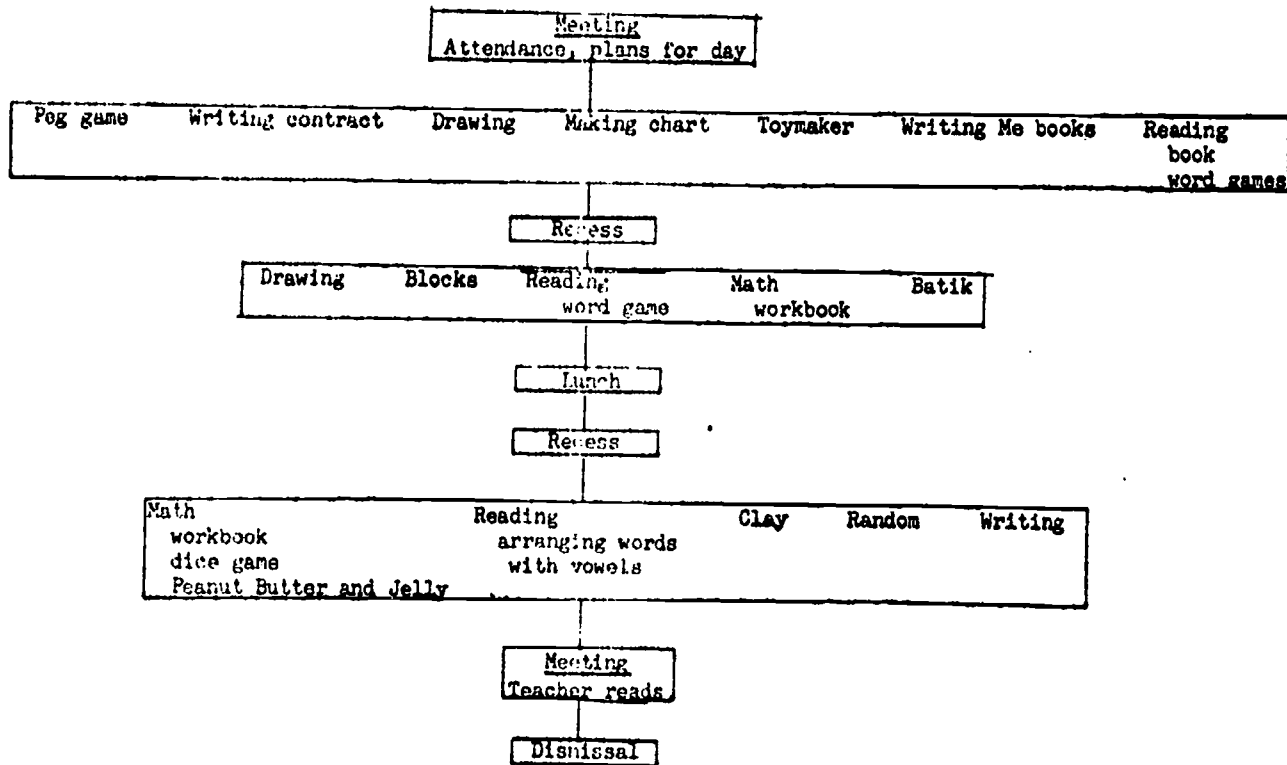 Meeting
Attendance, plans for day
Peg game Writing contract Drawing Making chart Toymaker Writing Me books Reading
book
word games
Recess
Drawing Blocks Reading Math Batik
word game workbook
Lunch
Recess
Math Reading Clay Random Writing
workbook arranging words
dice game with vowels
Peanut Butter and Jelly
Meeting
Teacher reads
Dismissal